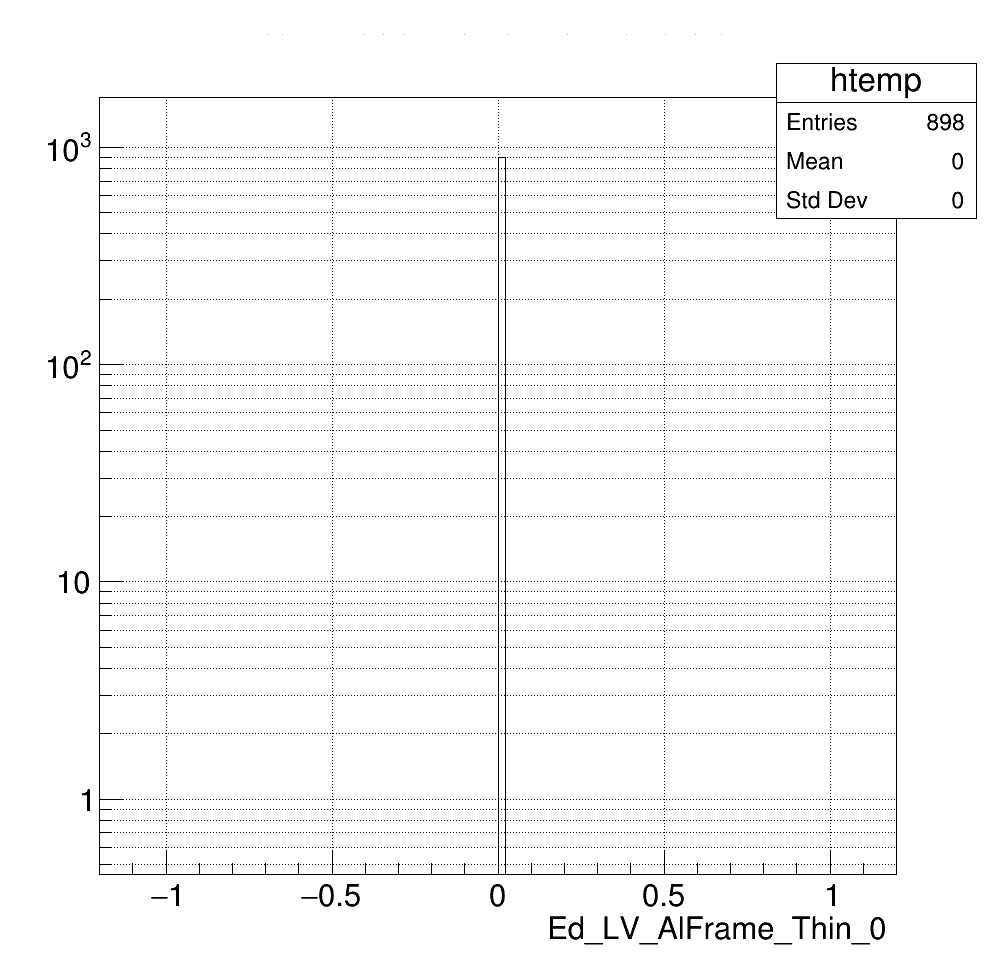 htemp
Entries 898
Mean 0
Std Dev 0
10³
10²
10
1
−1 −0.5 0 0.5 1
Ed_LV_AlFrame_Thin_0